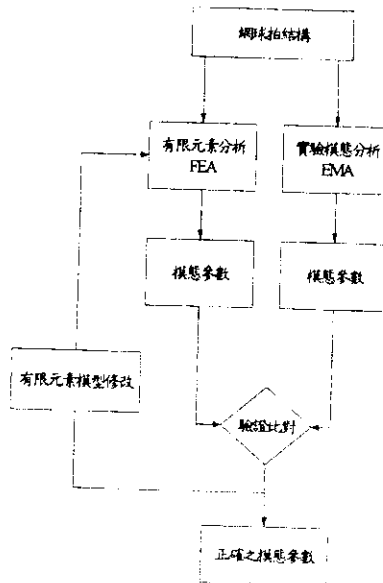 網球拍結構
有限元素分析
FEA
實驗模態分析
EMA
模態參數
模態參數
有限元素模型修改
驗證比對
正確之模態參數